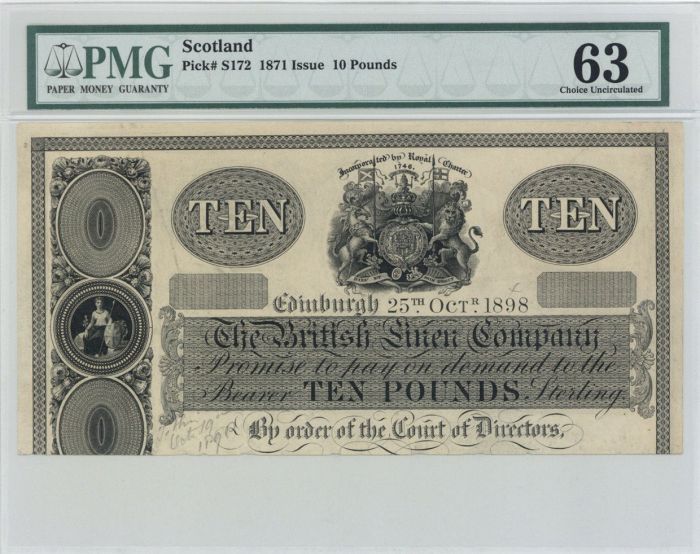 PMG
PAPER MONEY GUARANTY
Scotland
Pick# S172 1871 Issue 10 Pounds
63
Choice Uncirculated
Incorporated by Royal Charter
1746.
TEN
TEN
Edinburgh 25TH OCTR. 1898
The British Linen Company
Promise to pay on demand to the
Bearer TEN POUNDS. Sterling.
By order of the Court of Directors,
1898